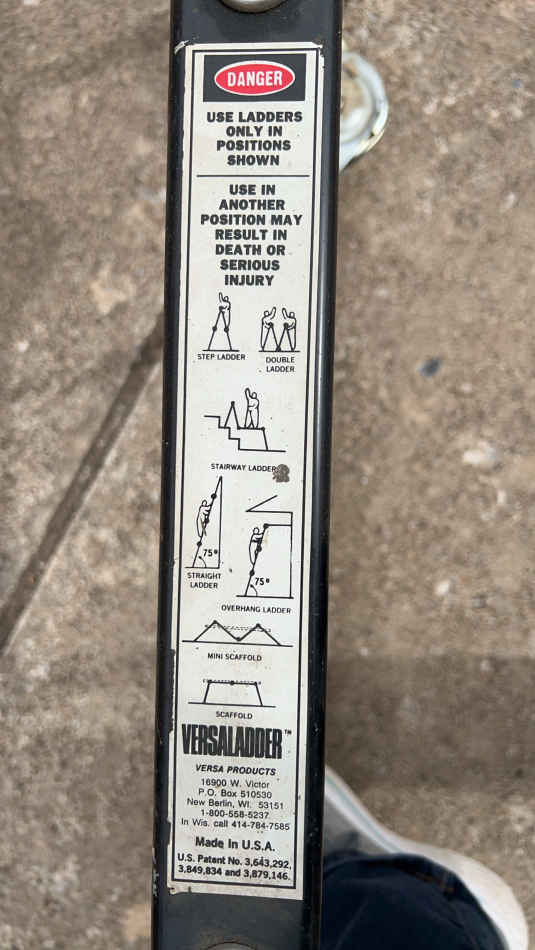 DANGER
USE LADDERS
ONLY IN
POSITIONS
SHOWN
USE IN
ANOTHER
POSITION MAY
RESULT IN
DEATH OR
SERIOUS
INJURY
STEP LADDER
DOUBLE
LADDER
STAIRWAY LADDER
75°
STRAIGHT
LADDER
75°
OVERHANG LADDER
MINI SCAFFOLD
SCAFFOLD
VERSALADDER™
VERSA PRODUCTS
16900 W. Victor
P.O. Box 510530
New Berlin, WI. 53151
1-800-558-5237
In Wis. call 414-784-7585
Made In U.S.A.
U.S. Patent No. 3,643,292,
3,849,834 and 3,879,146.